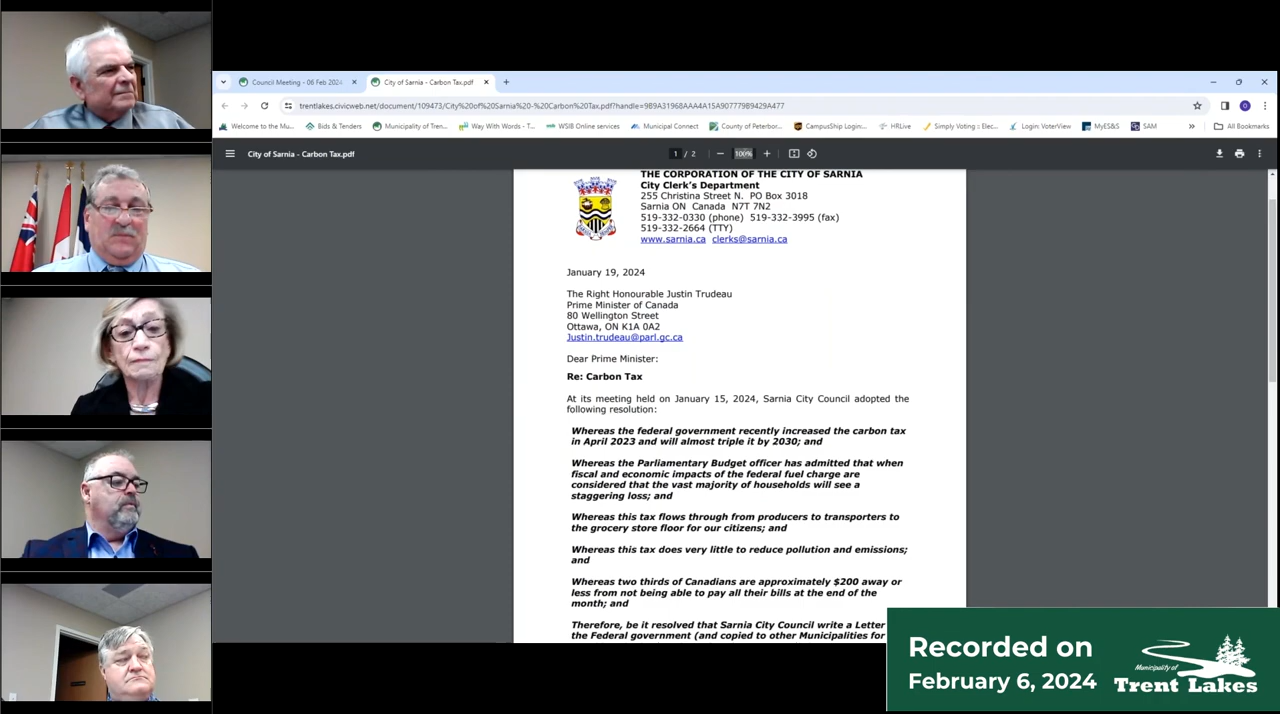 Council Meeting - 06 Feb 2024
City of Sarnia - Carbon Tax.pdf
trentlakes.civicweb.net/document/109473/City%20of%20Sarnia%20-%20Carbon%20Tax.pdf?handle=9B9A31968AAA4A15A907779B9429A477
Welcome to the Mu...
Bids & Tenders
Municipality of Tren...
Way With Words - T...
WSIB Online services
Municipal Connect
County of Peterbor...
CampusShip Login:...
HRLive
Simply Voting :: Elec...
Login: VoterView
MyES&S
SAM
All Bookmarks
City of Sarnia - Carbon Tax.pdf
1 / 2
100%
THE CORPORATION OF THE CITY OF SARNIA
City Clerk's Department
255 Christina Street N. PO Box 3018
Sarnia ON Canada N7T 7N2
519-332-0330 (phone) 519-332-3995 (fax)
519-332-2664 (TTY)
www.sarnia.ca clerks@sarnia.ca
January 19, 2024
The Right Honourable Justin Trudeau
Prime Minister of Canada
80 Wellington Street
Ottawa, ON K1A 0A2
Justin.trudeau@parl.gc.ca
Dear Prime Minister:
Re: Carbon Tax
At its meeting held on January 15, 2024, Sarnia City Council adopted the
following resolution:
Whereas the federal government recently increased the carbon tax
in April 2023 and will almost triple it by 2030; and
Whereas the Parliamentary Budget officer has admitted that when
fiscal and economic impacts of the federal fuel charge are
considered that the vast majority of households will see a
staggering loss; and
Whereas this tax flows through from producers to transporters to
the grocery store floor for our citizens; and
Whereas this tax does very little to reduce pollution and emissions;
and
Whereas two thirds of Canadians are approximately $200 away or
less from not being able to pay all their bills at the end of the
month; and
Therefore, be it resolved that Sarnia City Council write a Letter
the Federal government (and copied to other Municipalities for
Recorded on
February 6, 2024
Municipality of
Trent Lakes